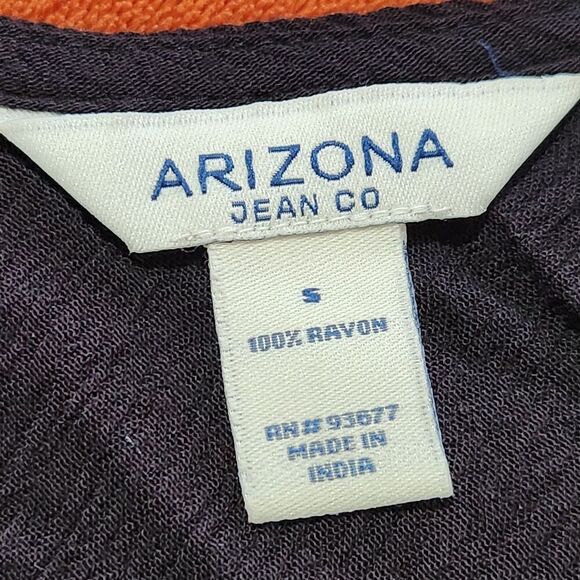 ARIZONA
JEAN CO
S
100% RAYON
RN# 93677
MADE IN
INDIA